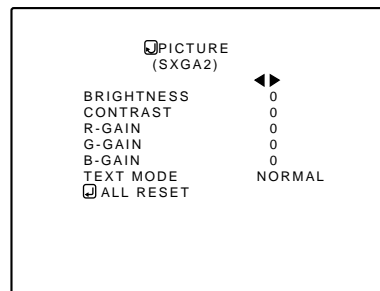 PICTURE
(SXGA2)
BRIGHTNESS 0
CONTRAST 0
R-GAIN 0
G-GAIN 0
B-GAIN 0
TEXT MODE NORMAL
ALL RESET